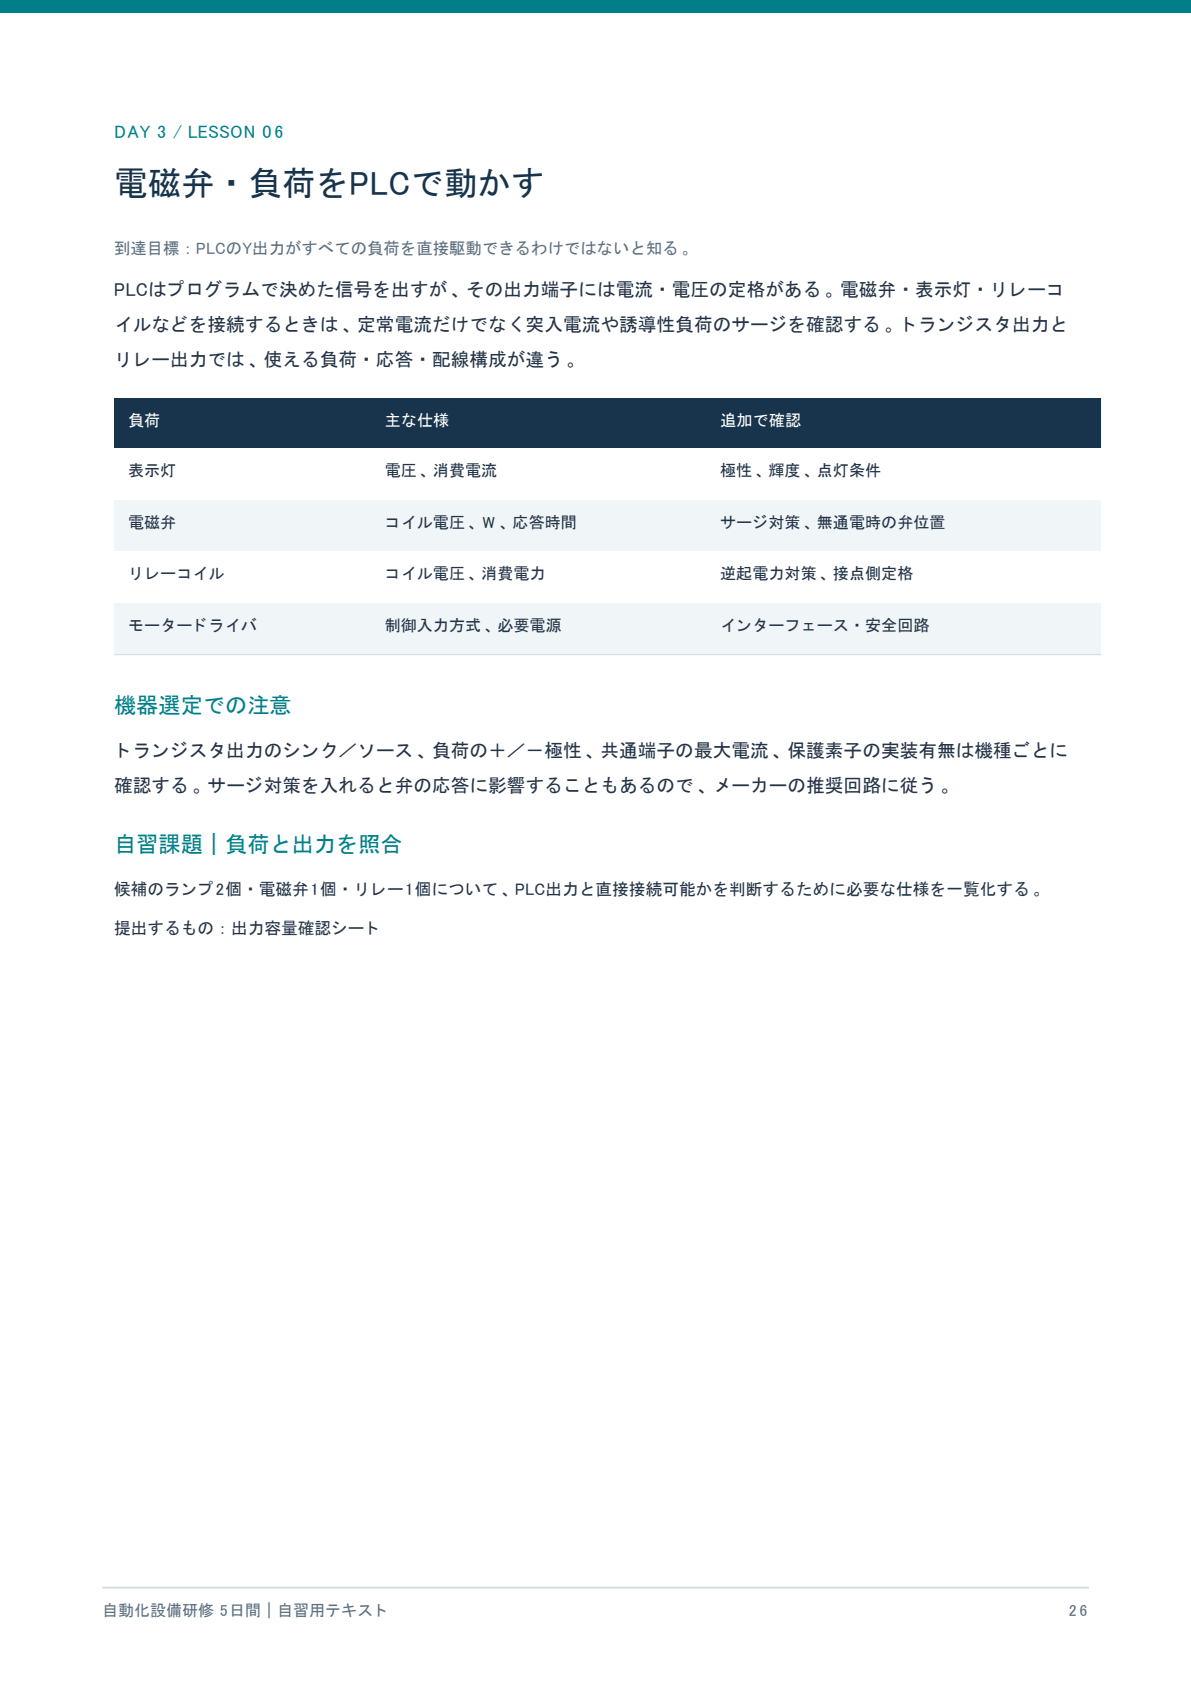 DAY 3 / LESSON 06
電磁弁・負荷をPLCで動かす
到達目標：PLCのY出力がすべての負荷を直接駆動できるわけではないと知る。
PLCはプログラムで決めた信号を出すが、その出力端子には電流・電圧の定格がある。電磁弁・表示灯・リレーコ
イルなどを接続するときは、定常電流だけでなく突入電流や誘導性負荷のサージを確認する。トランジスタ出力と
リレー出力では、使える負荷・応答・配線構成が違う。
負荷 主な仕様 追加で確認
表示灯 電圧、消費電流 極性、輝度、点灯条件
電磁弁 コイル電圧、W、応答時間 サージ対策、無通電時の弁位置
リレーコイル コイル電圧、消費電力 逆起電力対策、接点側定格
モータードライバ 制御入力方式、必要電源 インターフェース・安全回路
機器選定での注意
トランジスタ出力のシンク／ソース、負荷の＋／－極性、共通端子の最大電流、保護素子の実装有無は機種ごとに
確認する。サージ対策を入れると弁の応答に影響することもあるので、メーカーの推奨回路に従う。
自習課題｜負荷と出力を照合
候補のランプ2個・電磁弁1個・リレー1個について、PLC出力と直接接続可能かを判断するために必要な仕様を一覧化する。
提出するもの：出力容量確認シート
自動化設備研修 5日間｜自習用テキスト
26